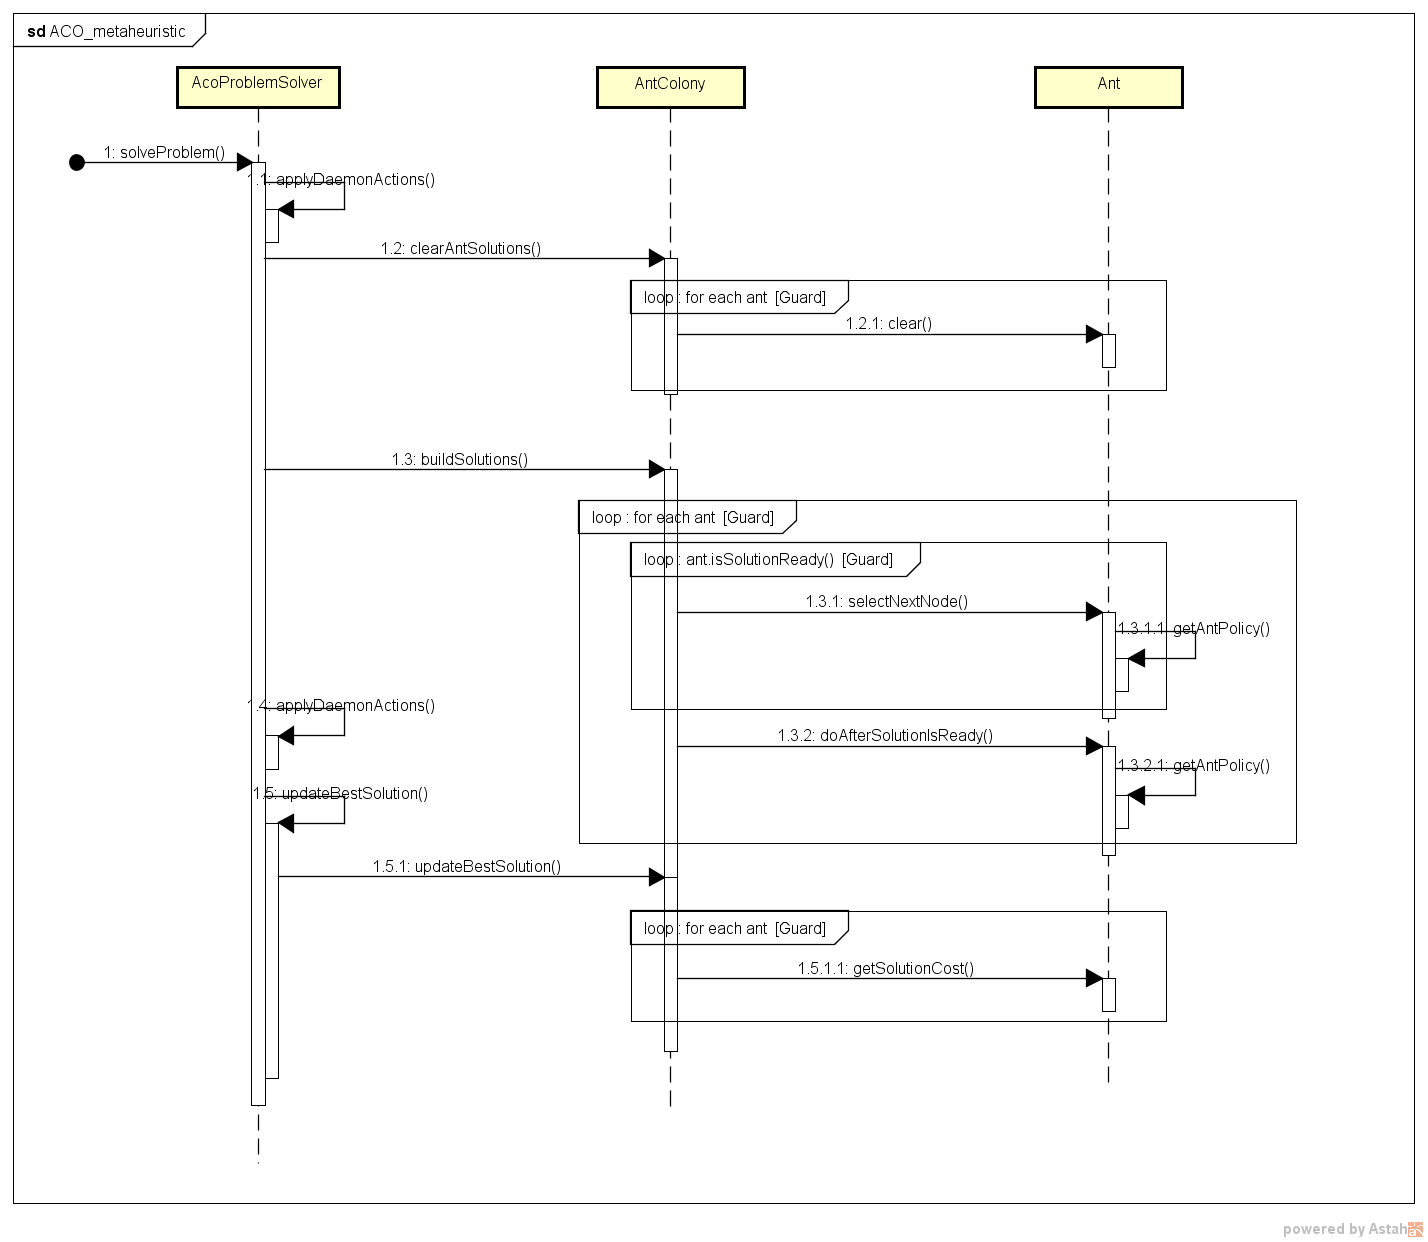 sd ACO_metaheuristic
AcoProblemSolver
AntColony
Ant
1: solveProblem()
1.1: applyDaemonActions()
1.2: clearAntSolutions()
loop : for each ant [Guard]
1.2.1: clear()
1.3: buildSolutions()
loop : for each ant [Guard]
loop : ant.isSolutionReady() [Guard]
1.3.1: selectNextNode()
1.3.1.1: getAntPolicy()
1.4: applyDaemonActions()
1.3.2: doAfterSolutionIsReady()
1.3.2.1: getAntPolicy()
1.5: updateBestSolution()
1.5.1: updateBestSolution()
loop : for each ant [Guard]
1.5.1.1: getSolutionCost()
powered by Astah